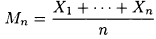 M_n = \frac{X_1 + \cdots + X_n}{n}